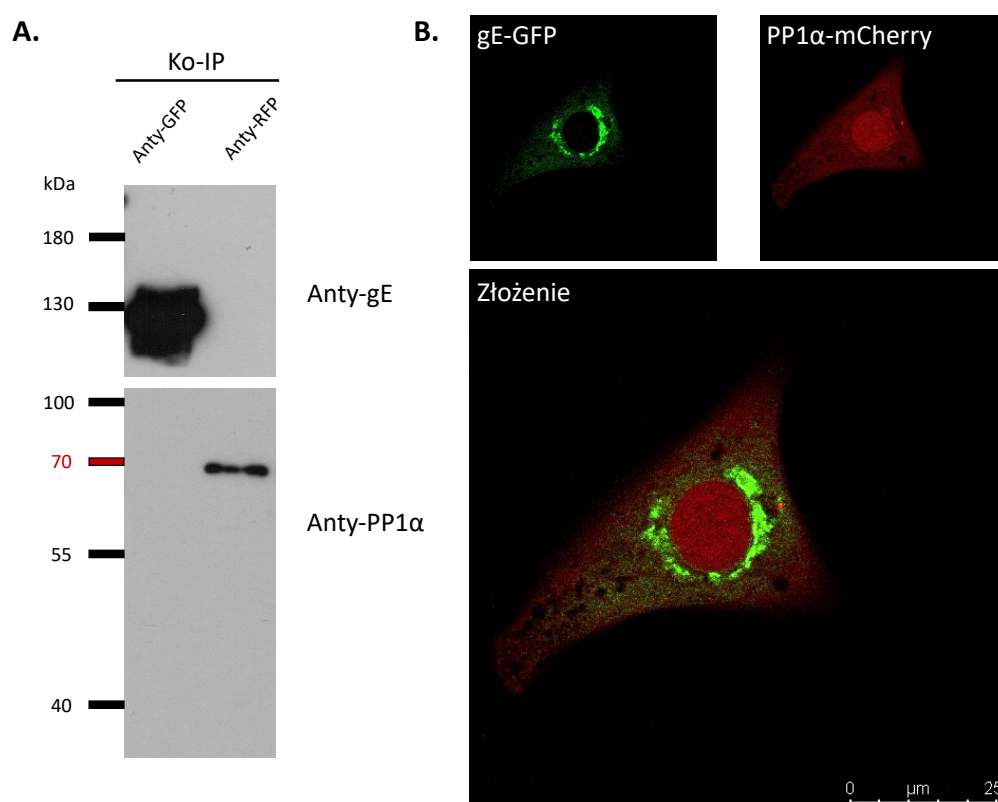 A.
Ko-IP
Anty-GFP
Anty-RFP
kDa
180
130
Anty-gE
100
70
Anty-PP1α
55
40
B.
gE-GFP
PP1α-mCherry
Złożenie
0 µm 25